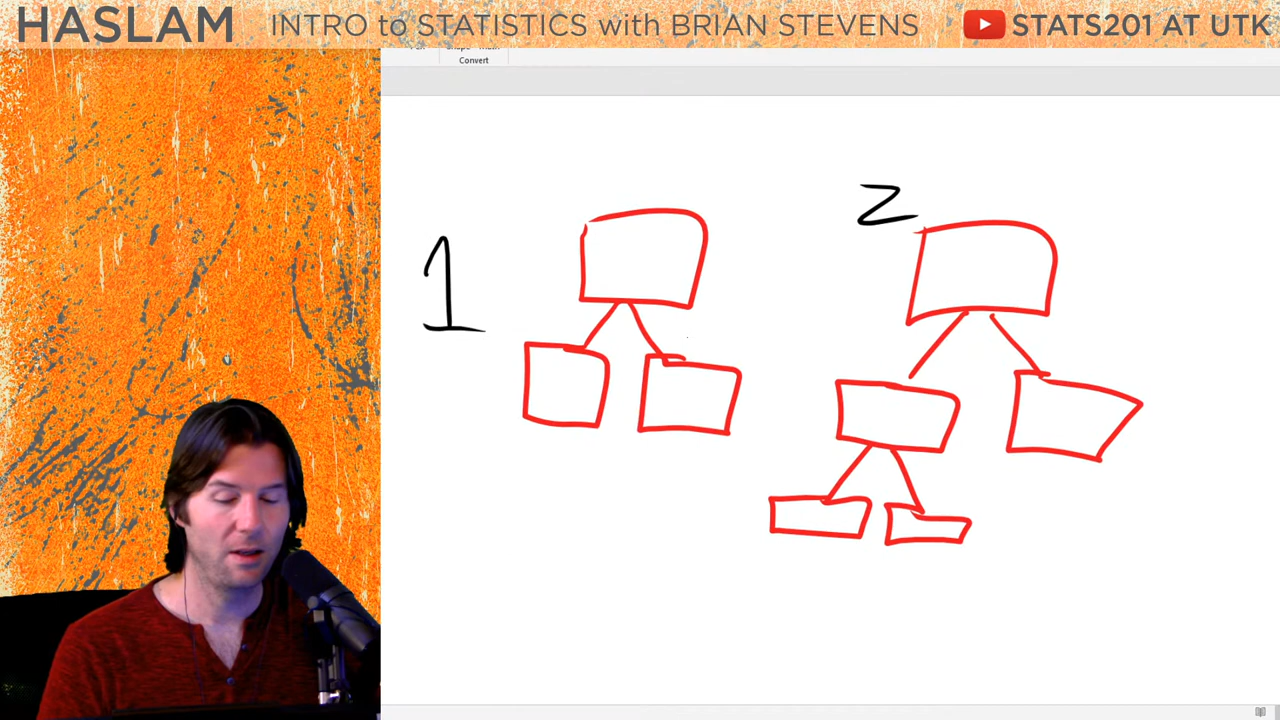 HASLAM INTRO to STATISTICS with BRIAN STEVENS STATS201 AT UTK
Convert
1
2